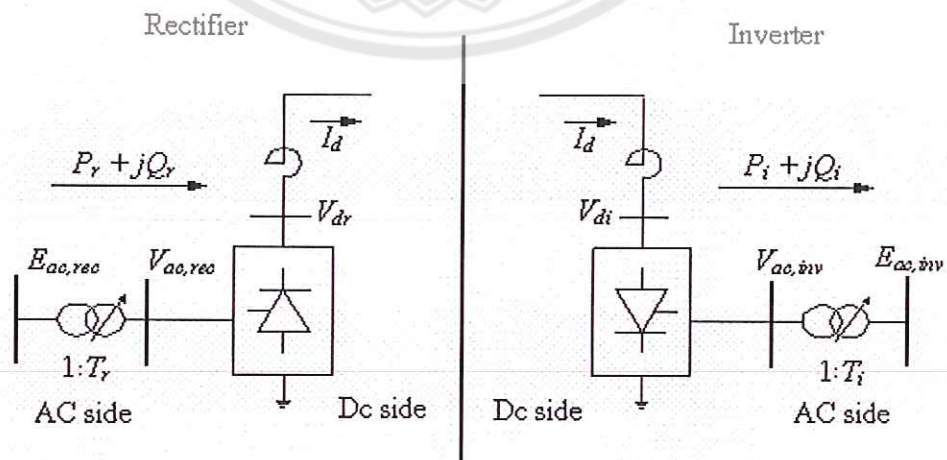 Rectifier
Inverter
I_d
I_d
P_r + jQ_r
P_i + jQ_i
V_dr
V_di
E_ac,rec
V_ac,rec
V_ac,inv
E_ac,inv
1:T_r
1:T_i
AC side
Dc side
Dc side
AC side